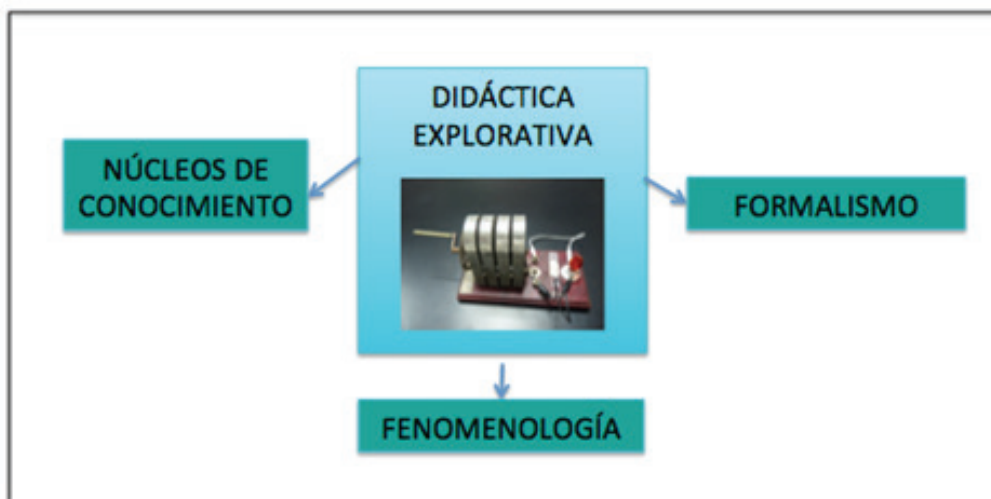 DIDÁCTICA
EXPLORATIVA
NÚCLEOS DE
CONOCIMIENTO
FORMALISMO
FENOMENOLOGÍA